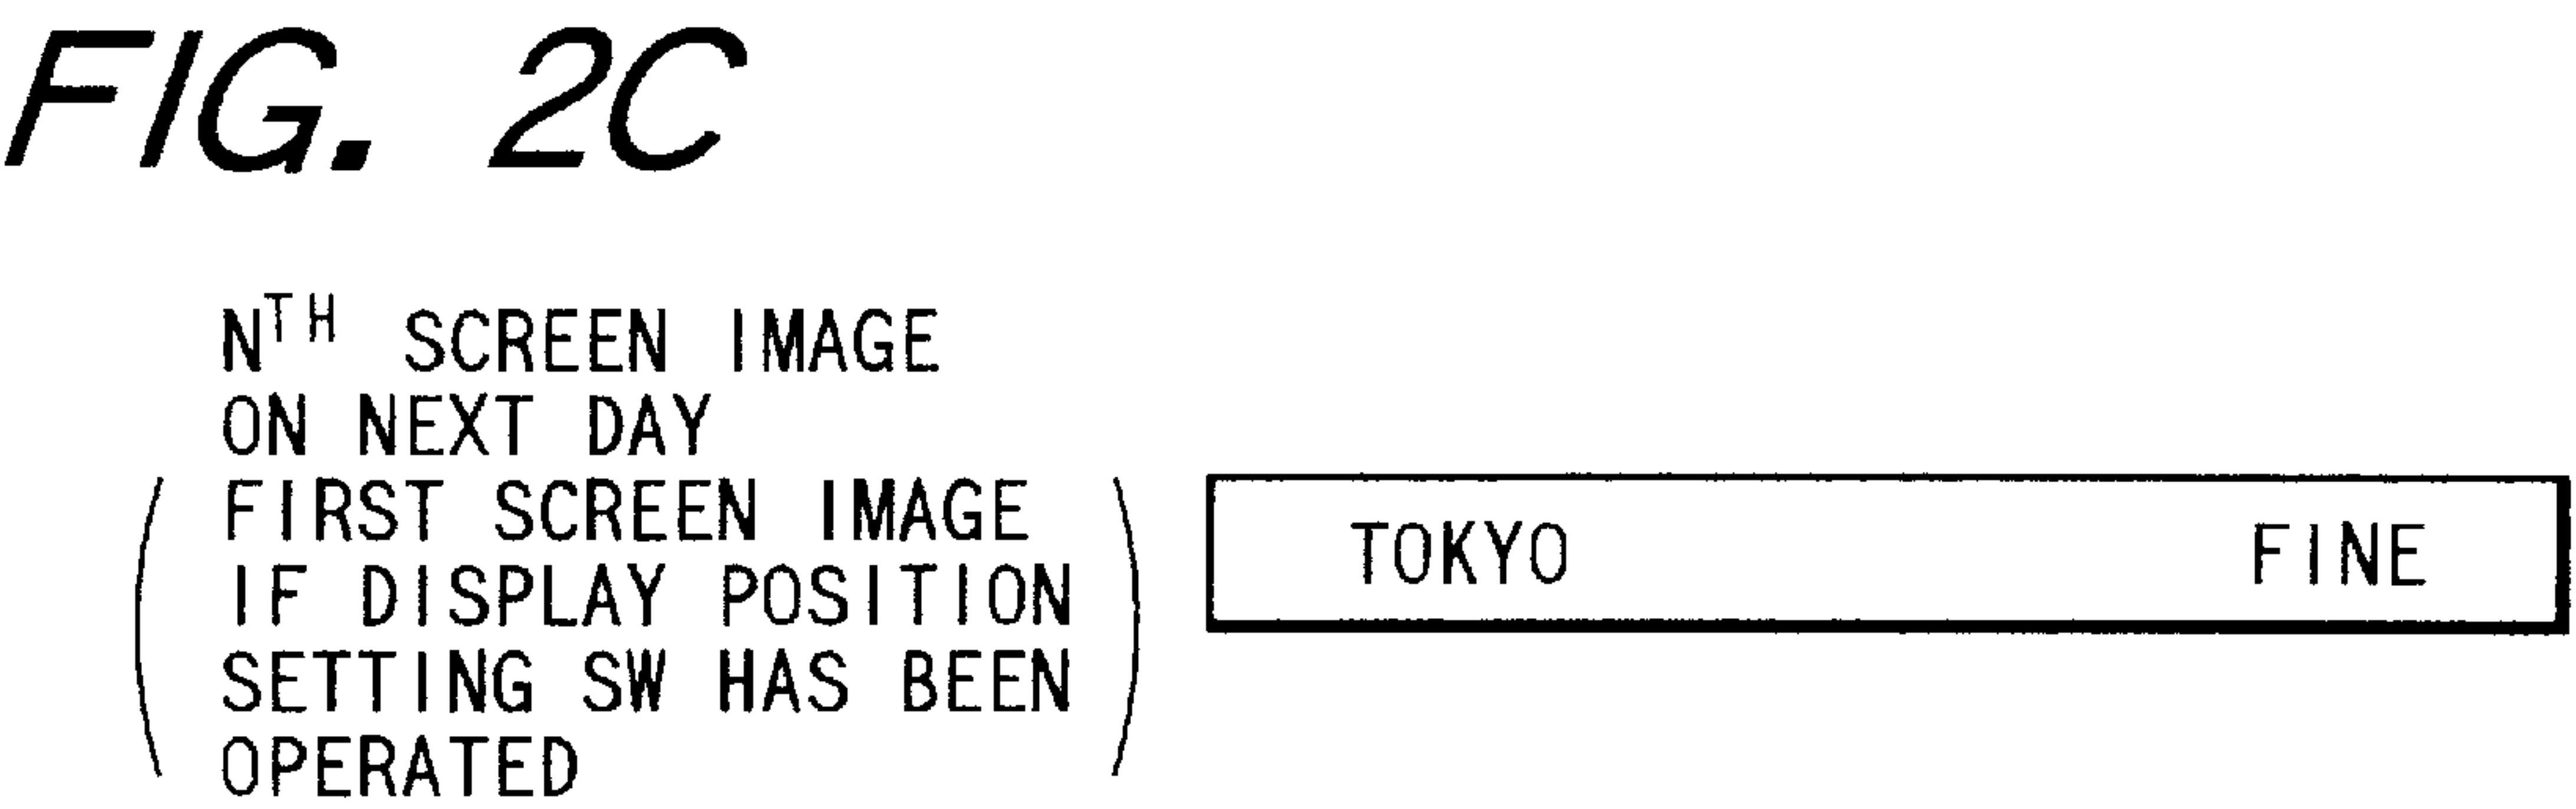 FIG. 2C
Nᵀᴴ SCREEN IMAGE
ON NEXT DAY
(FIRST SCREEN IMAGE
IF DISPLAY POSITION
SETTING SW HAS BEEN
OPERATED)
TOKYO FINE